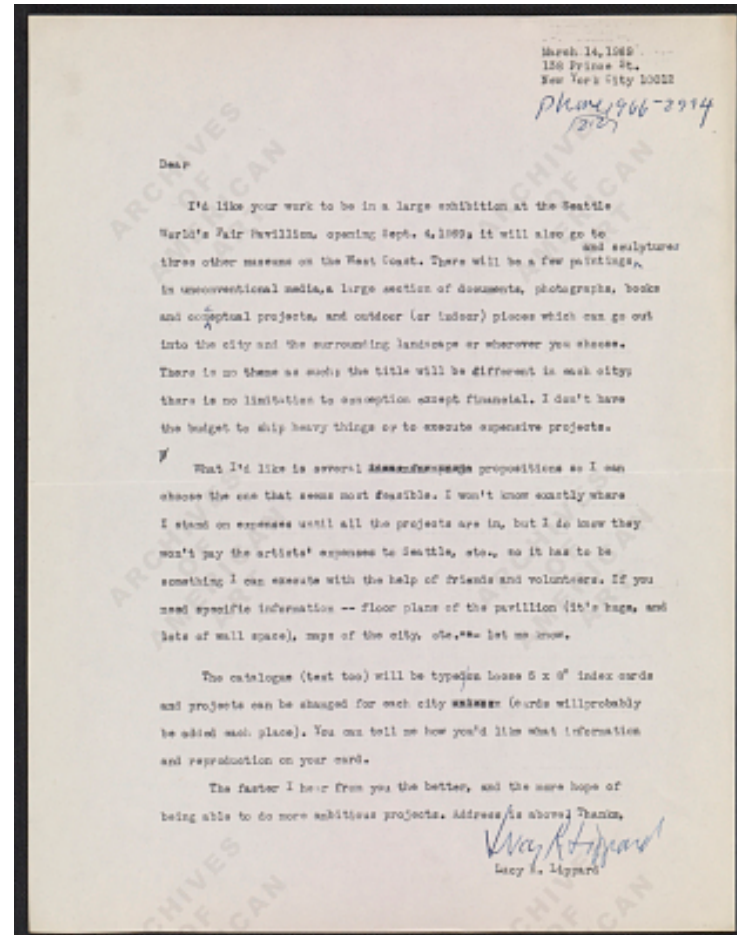 March 14,1969
138 Prince St.
New York City 10012
Phone 966-
(212)
Dear
I'd like your work to be in a large exhibition at the Seattle
World's Fair Pavillion, opening Sept. 4,1969; it will also go to
and sculptures
three other museums on the West Coast. There will be a few paintings,
in unconventional media,a large section of documents, photographs, books
and conceptual projects, and outdoor (or indoor) pieces which can go out
into the city and the surrounding landscape or wherever you choose.
There is no theme as such; the title will be different in each city;
there is no limitation to conception except financial. I don't have
the budget to ship heavy things or to execute expensive projects.
What I'd like is several propositions so I can
choose the one that seems most feasible. I won't know exactly where
I stand on expenses until all the projects are in, but I do know they
won't pay the artists' expenses to Seattle, etc., so it has to be
something I can execute with the help of friends and volunteers. If you
need specific information -- floor plans of the pavillion (it's huge, and
lots of wall space), maps of the city, etc.-- let me know.
The catalogue (text too) will be typed on loose 5 x 8" index cards
and projects can be changed for each city (cards willprobably
be added each place). You can tell me how you'd like what information
and reproduction on your card.
The faster I hear from you the better, and the more hope of
being able to do more ambitious projects. Address is above! Thanks,
Lucy R Lippard
Lucy R. Lippard
ARCHIVES
OF
AMERICAN
ART